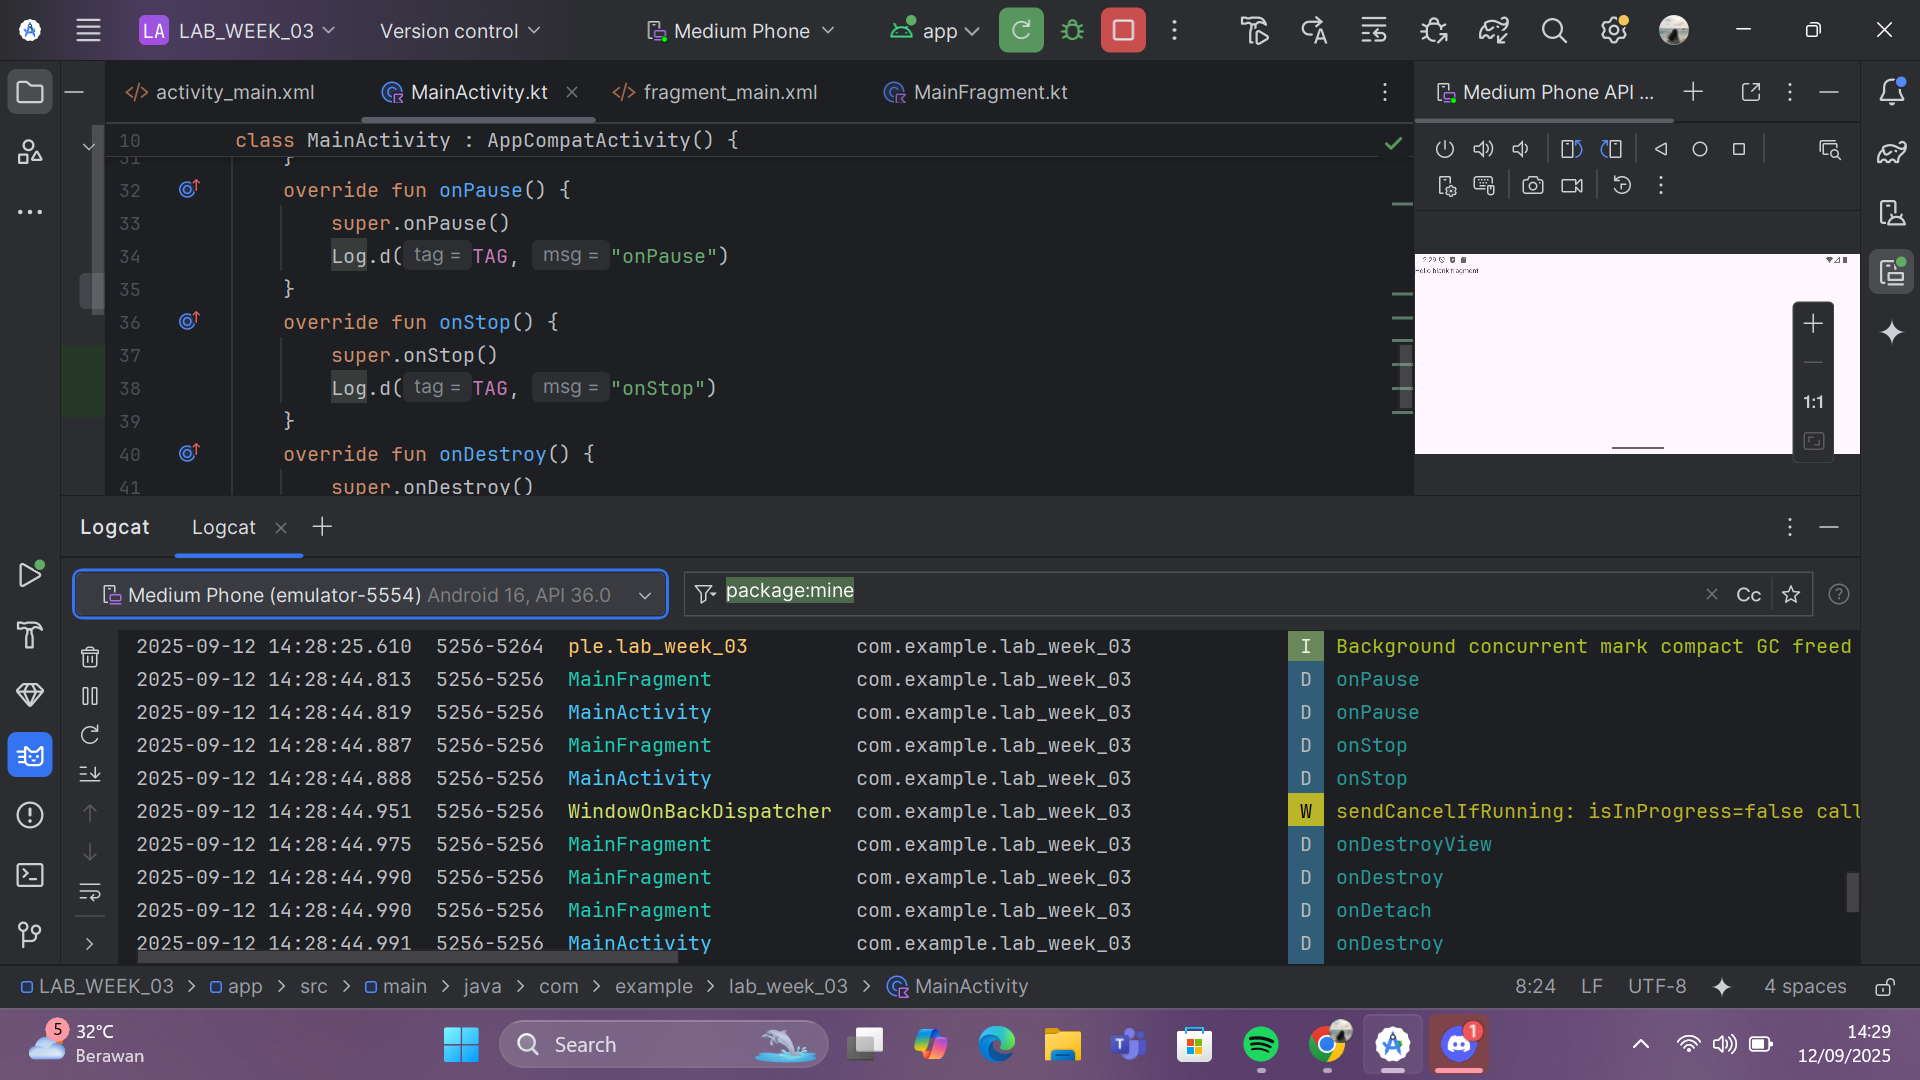 LA LAB_WEEK_03 Version control Medium Phone app
activity_main.xml MainActivity.kt fragment_main.xml MainFragment.kt Medium Phone API ...
10 class MainActivity : AppCompatActivity() {
31 }
32 override fun onPause() {
33 super.onPause()
34 Log.d( tag = TAG, msg = "onPause")
35 }
36 override fun onStop() {
37 super.onStop()
38 Log.d( tag = TAG, msg = "onStop")
39 }
40 override fun onDestroy() {
41 super.onDestroy()
2:29
Hello blank fragment
1:1
Logcat Logcat
Medium Phone (emulator-5554) Android 16, API 36.0 package:mine Cc
2025-09-12 14:28:25.610 5256-5264 ple.lab_week_03 com.example.lab_week_03 I Background concurrent mark compact GC freed
2025-09-12 14:28:44.813 5256-5256 MainFragment com.example.lab_week_03 D onPause
2025-09-12 14:28:44.819 5256-5256 MainActivity com.example.lab_week_03 D onPause
2025-09-12 14:28:44.887 5256-5256 MainFragment com.example.lab_week_03 D onStop
2025-09-12 14:28:44.888 5256-5256 MainActivity com.example.lab_week_03 D onStop
2025-09-12 14:28:44.951 5256-5256 WindowOnBackDispatcher com.example.lab_week_03 W sendCancelIfRunning: isInProgress=false call
2025-09-12 14:28:44.975 5256-5256 MainFragment com.example.lab_week_03 D onDestroyView
2025-09-12 14:28:44.990 5256-5256 MainFragment com.example.lab_week_03 D onDestroy
2025-09-12 14:28:44.990 5256-5256 MainFragment com.example.lab_week_03 D onDetach
2025-09-12 14:28:44.991 5256-5256 MainActivity com.example.lab_week_03 D onDestroy
LAB_WEEK_03 > app > src > main > java > com > example > lab_week_03 > MainActivity 8:24 LF UTF-8 4 spaces
5 32°C
Berawan
Search
1
14:29
12/09/2025